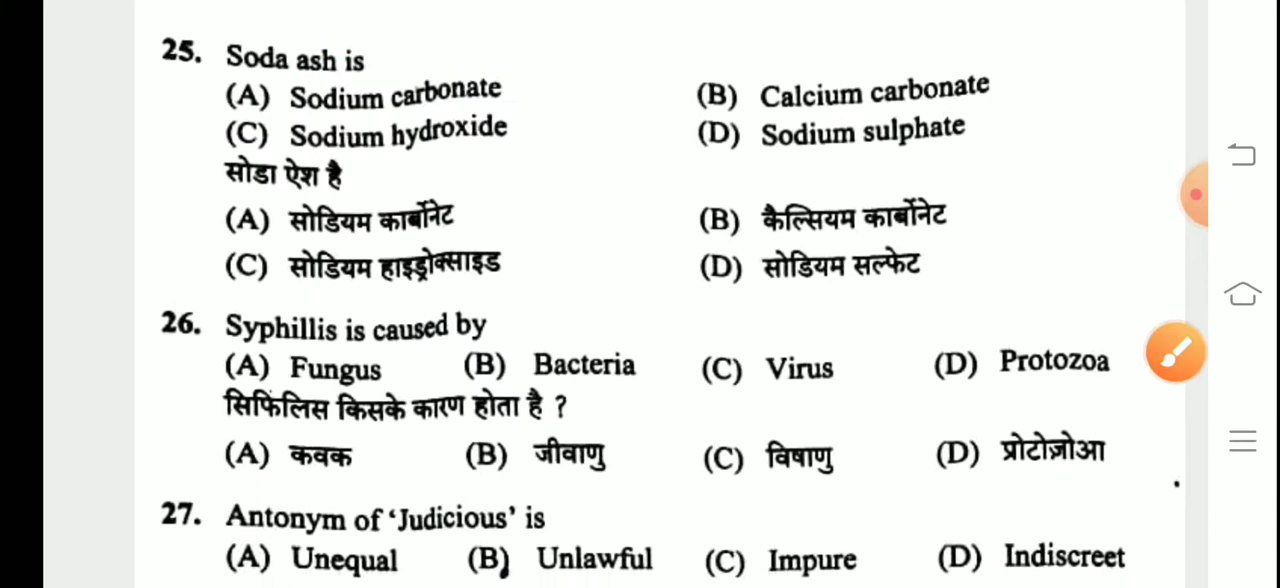 25. Soda ash is
(A) Sodium carbonate (B) Calcium carbonate
(C) Sodium hydroxide (D) Sodium sulphate
सोडा ऐश है
(A) सोडियम कार्बोनेट (B) कैल्सियम कार्बोनेट
(C) सोडियम हाइड्रोक्साइड (D) सोडियम सल्फेट
26. Syphillis is caused by
(A) Fungus (B) Bacteria (C) Virus (D) Protozoa
सिफिलिस किसके कारण होता है ?
(A) कवक (B) जीवाणु (C) विषाणु (D) प्रोटोज़ोआ
27. Antonym of ‘Judicious’ is
(A) Unequal (B) Unlawful (C) Impure (D) Indiscreet